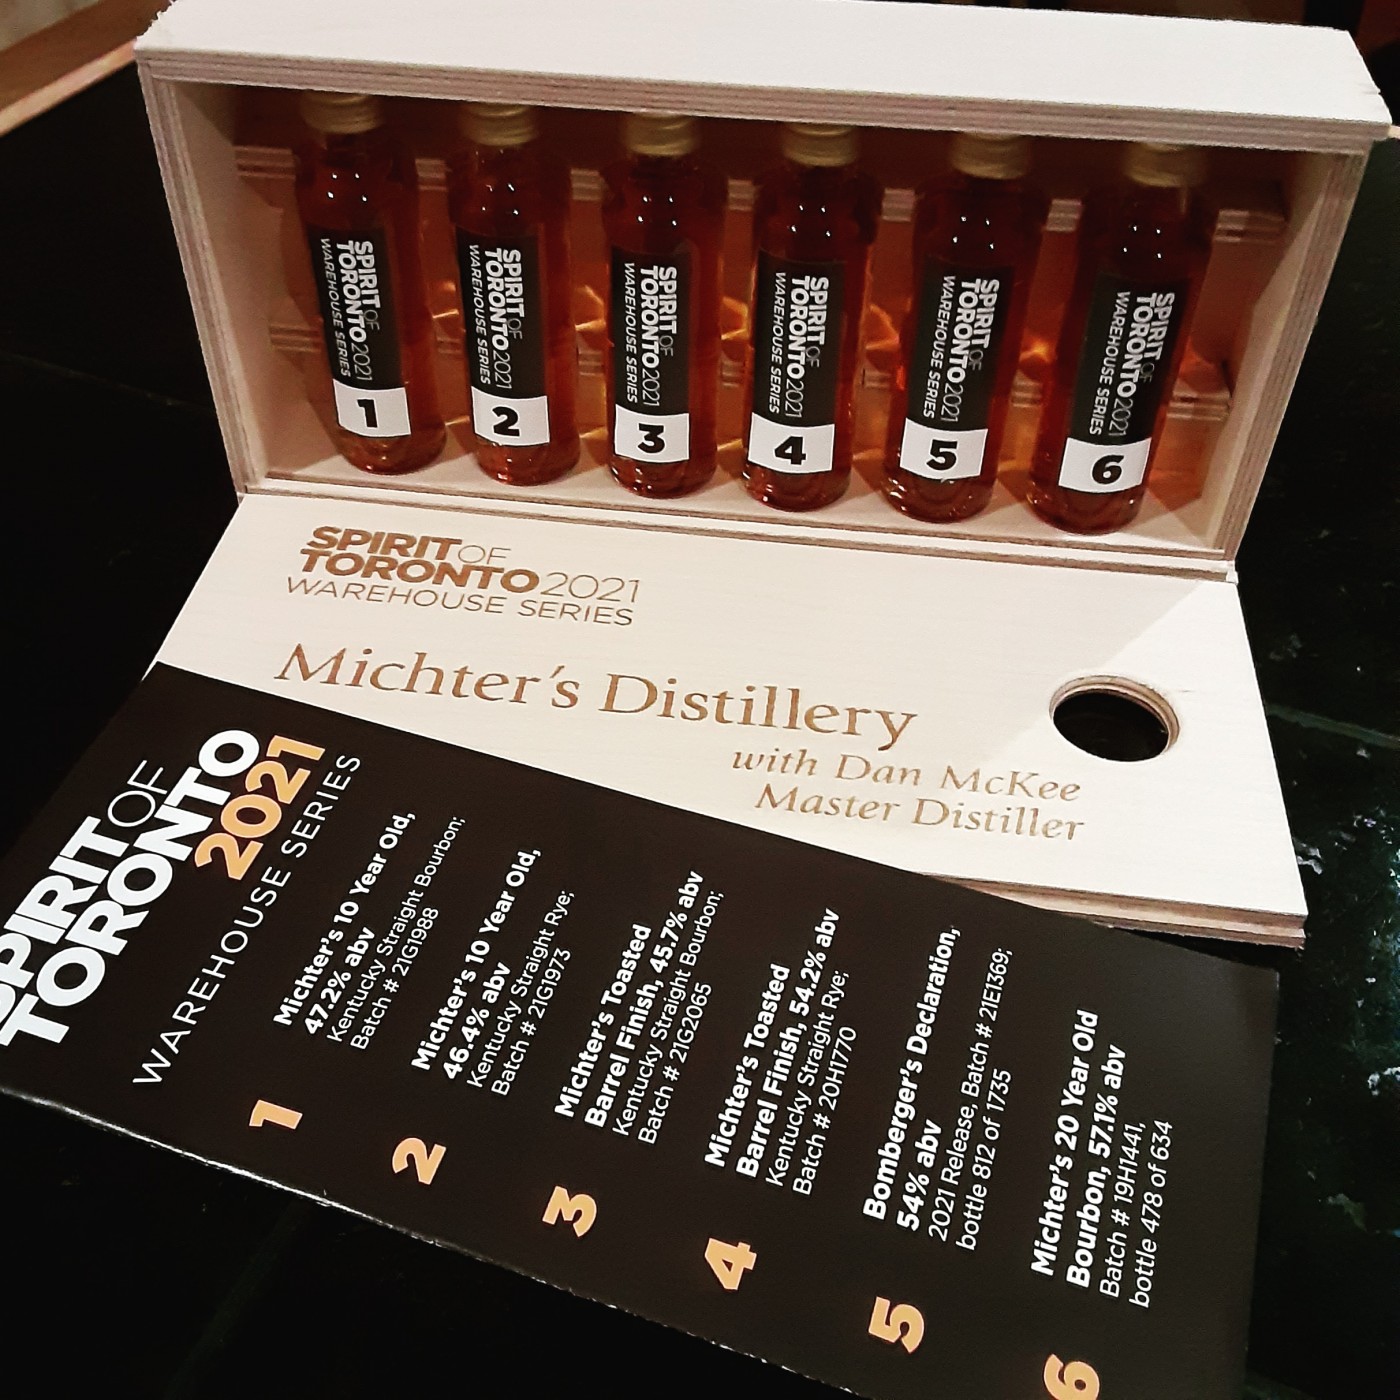 SPIRIT OF
TORONTO 2021
WAREHOUSE SERIES
1
SPIRIT OF
TORONTO 2021
WAREHOUSE SERIES
2
SPIRIT OF
TORONTO 2021
WAREHOUSE SERIES
3
SPIRIT OF
TORONTO 2021
WAREHOUSE SERIES
4
SPIRIT OF
TORONTO 2021
WAREHOUSE SERIES
5
SPIRIT OF
TORONTO 2021
WAREHOUSE SERIES
6
SPIRIT OF
TORONTO 2021
WAREHOUSE SERIES
Michter's Distillery
with Dan McKee
Master Distiller
SPIRIT OF
TORONTO
2021
WAREHOUSE SERIES
1
Michter's 10 Year Old,
47.2% abv
Kentucky Straight Bourbon;
Batch # 21G1988
2
Michter's 10 Year Old,
46.4% abv
Kentucky Straight Rye;
Batch # 21G1973
3
Michter's Toasted
Barrel Finish, 45.7% abv
Kentucky Straight Bourbon;
Batch # 21G2065
4
Michter's Toasted
Barrel Finish, 54.2% abv
Kentucky Straight Rye;
Batch # 20H1770
5
Bomberger's Declaration,
54% abv
2021 Release, Batch # 21E1369;
bottle 812 of 1735
6
Michter's 20 Year Old
Bourbon, 57.1% abv
Batch # 19H1441,
bottle 478 of 634